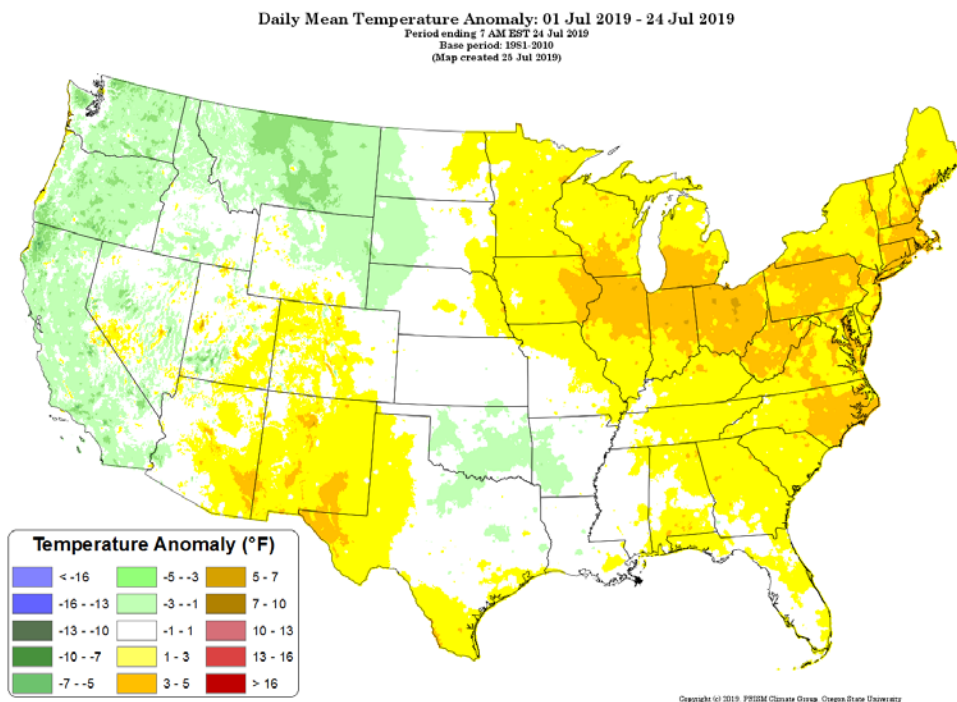 Daily Mean Temperature Anomaly: 01 Jul 2019 - 24 Jul 2019
Period ending 7 AM EST 24 Jul 2019
Base period: 1981-2010
(Map created 25 Jul 2019)
Temperature Anomaly (°F)
< -16 -5 - -3 5 - 7
-16 - -13 -3 - -1 7 - 10
-13 - -10 -1 - 1 10 - 13
-10 - -7 1 - 3 13 - 16
-7 - -5 3 - 5 > 16
Copyright (c) 2019, PRISM Climate Group, Oregon State University